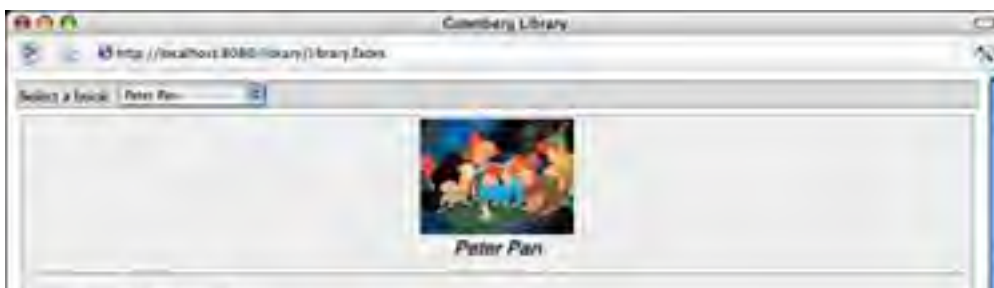 Gutenberg Library
http://localhost:8080/library/library.faces
Select a book Peter Pan
Peter Pan